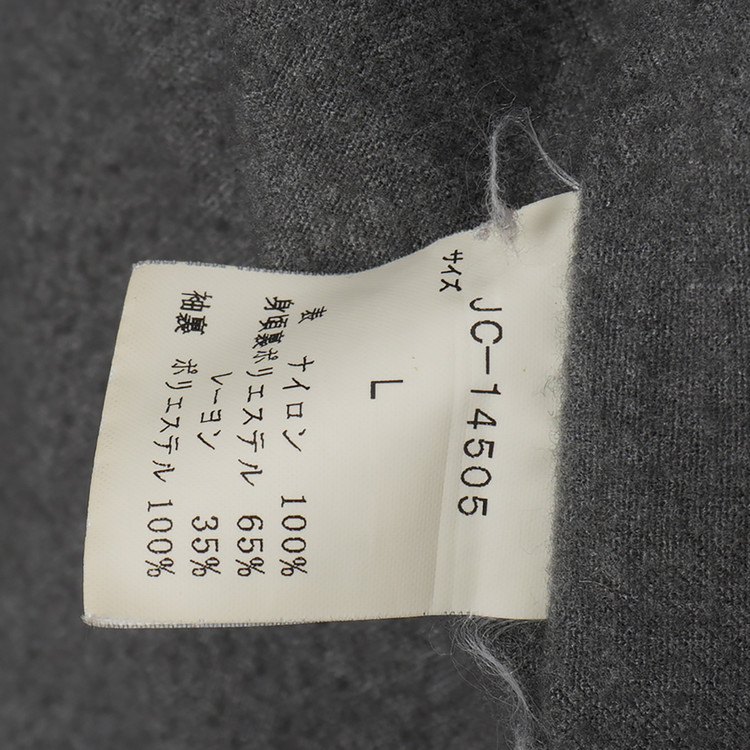 JC-14505
サイズ
L
表 ナイロン 100%
身頃裏 ポリエステル 65%
レーヨン 35%
袖裏 ポリエステル 100%